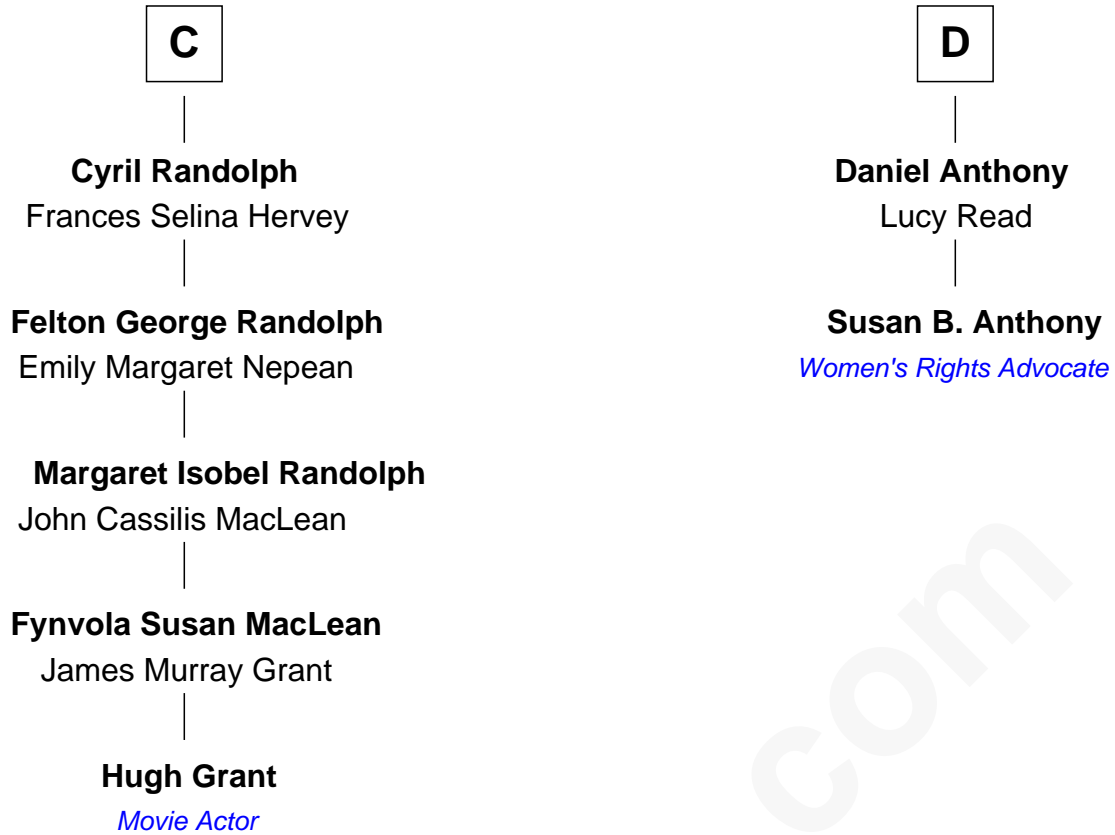 C
Cyril Randolph
Frances Selina Hervey
Felton George Randolph
Emily Margaret Nepean
Margaret Isobel Randolph
John Cassilis MacLean
Fynvola Susan MacLean
James Murray Grant
Hugh Grant
Movie Actor
D
Daniel Anthony
Lucy Read
Susan B. Anthony
Women's Rights Advocate
com